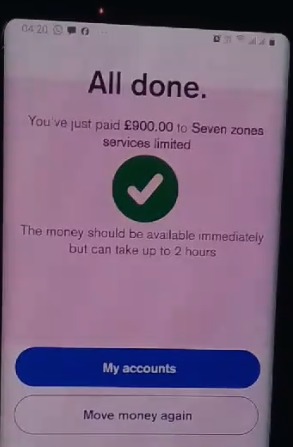 04:20
All done.
You've just paid £900.00 to Seven zones
services limited
The money should be available immediately
but can take up to 2 hours
My accounts
Move money again